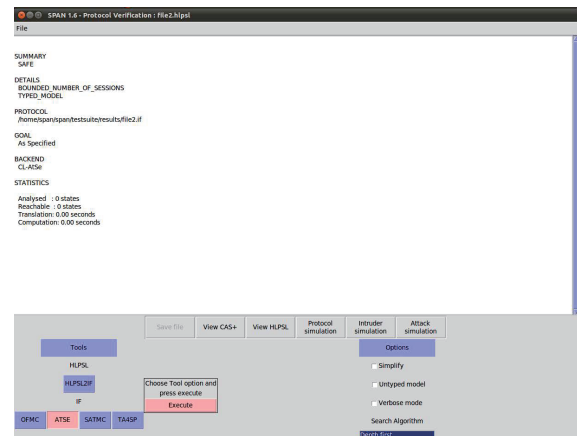 SPAN 1.6 - Protocol Verification : file2.hlpsl
File
SUMMARY
SAFE
DETAILS
BOUNDED_NUMBER_OF_SESSIONS
TYPED_MODEL
PROTOCOL
/home/span/span/testsuite/results/file2.if
GOAL
As Specified
BACKEND
CL-AtSe
STATISTICS
Analysed : 0 states
Reachable : 0 states
Translation: 0.00 seconds
Computation: 0.00 seconds
Save file View CAS+ View HLPSL Protocol simulation Intruder simulation Attack simulation
Tools
HLPSL
HLPSL2IF
IF
OFMC ATSE SATMC TA4SP
Choose Tool option and
press execute
Execute
Options
Simplify
Untyped model
Verbose mode
Search Algorithm
Depth first